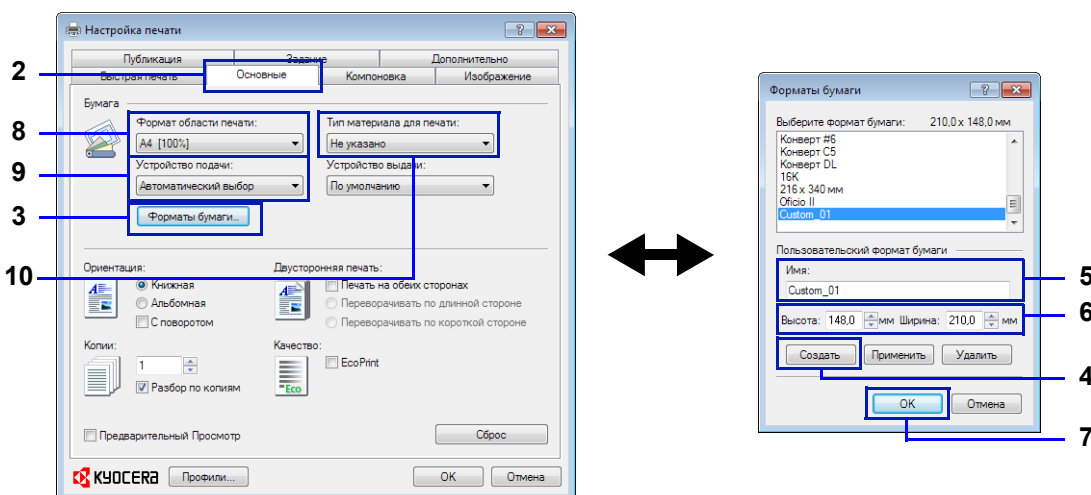 Настройка печати
Публикация Задание Дополнительно
2 Быстрая печать Основные Компоновка Изображение
Бумага
8 Формат области печати: Тип материала для печати:
A4 [100%] Не указано
9 Устройство подачи: Устройство выдачи:
Автоматический выбор По умолчанию
3 Форматы бумаги...
10
Ориентация: Двусторонняя печать:
Книжная Печать на обеих сторонах
Альбомная Переворачивать по длинной стороне
С поворотом Переворачивать по короткой стороне
Копии: Качество:
1 EcoPrint
Разбор по копиям
Eco
Предварительный Просмотр Сброс
KYOCERA Профили... OK Отмена
Форматы бумаги
Выберите формат бумаги: 210,0 x 148,0 мм
Конверт #6
Конверт C5
Конверт DL
16K
216 x 340 мм
Oficio II
Custom_01
Пользовательский формат бумаги
Имя: 5
Custom_01
Высота: 148,0 мм Ширина: 210,0 мм 6
Создать Применить Удалить
4
OK Отмена
7